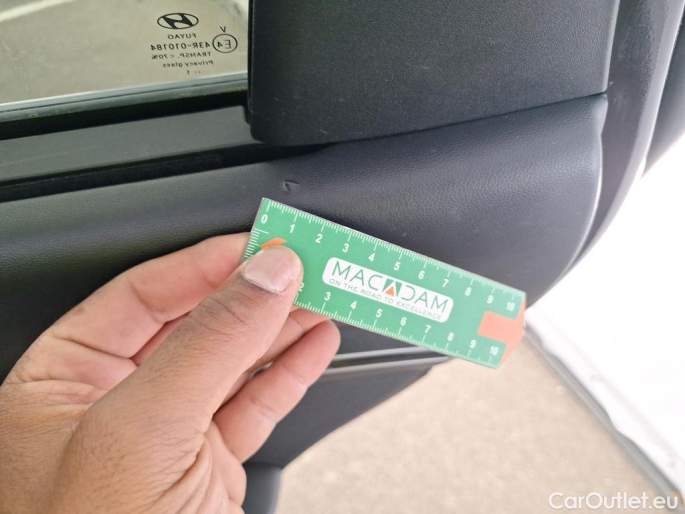 FUYAO
E4 43R-010184
TRANSP. < 70%
Privacy glass
0 1 2 3 4 5 6 7 8 9 10
MACADAM
ON THE ROAD TO EXCELLENCE
2 3 4 5 6 7 8 9 10
CarOutlet.eu